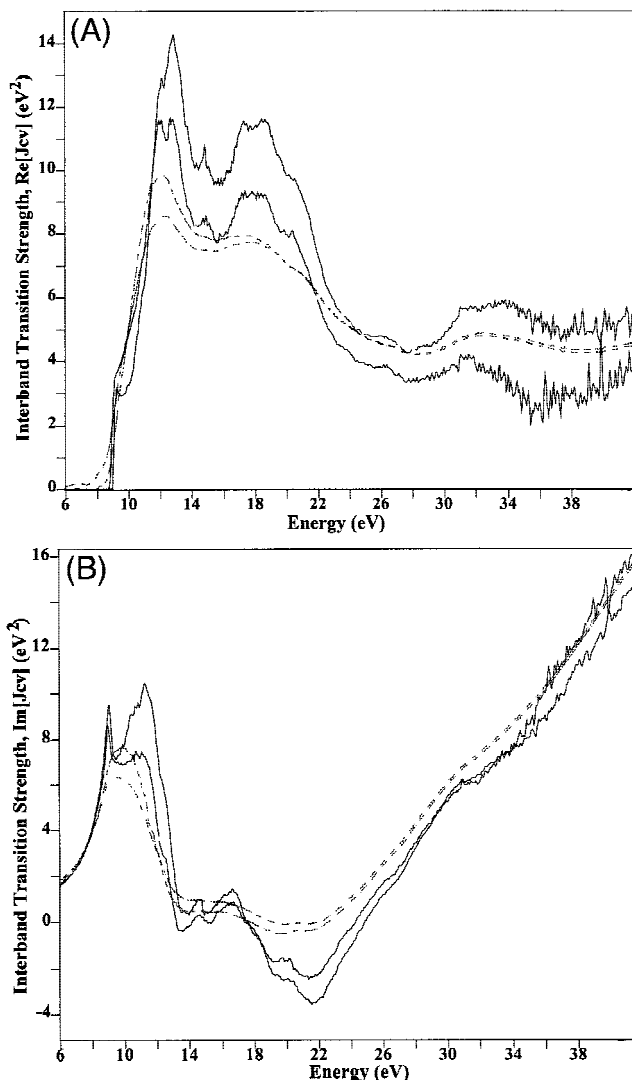 (A)
Interband Transition Strength, Re[Jcv] (eV²)
14
12
10
8
6
4
2
0
6 10 14 18 22 26 30 34 38
Energy (eV)
(B)
Interband Transition Strength, Im[Jcv] (eV²)
16
12
8
4
0
-4
6 10 14 18 22 26 30 34 38
Energy (eV)